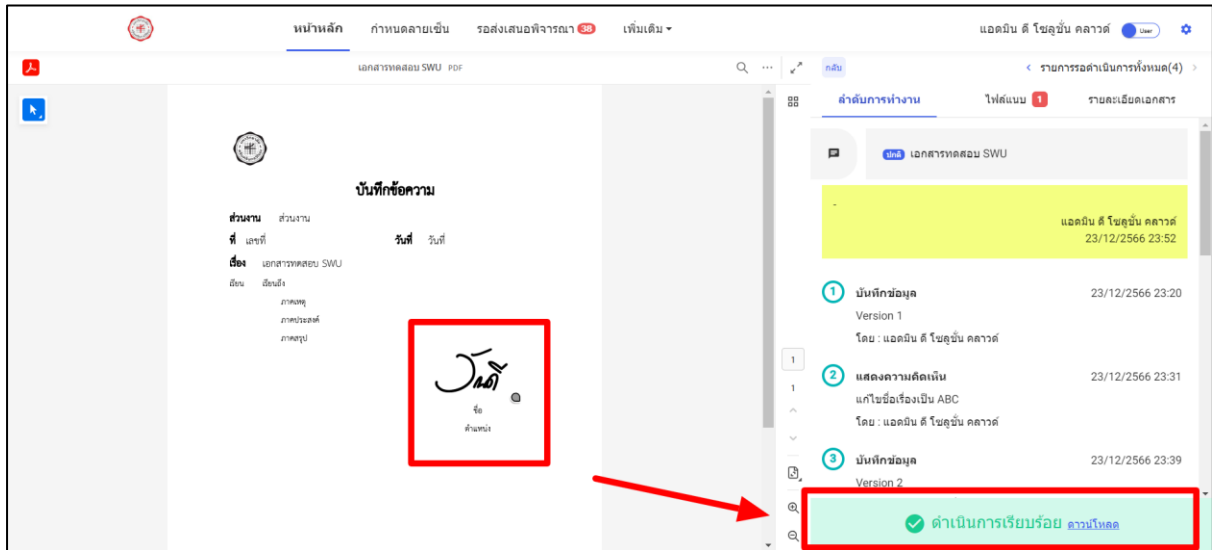 หน้าหลัก กำหนดลายเซ็น รอส่งเสนอพิจารณา 38 เพิ่มเติม
แอดมิน ดี โซลูชั่น คลาวด์ User
เอกสารทดสอบ SWU PDF
กลับ
รายการรอดำเนินการทั้งหมด(4)
ลำดับการทำงาน ไฟล์แนบ 1 รายละเอียดเอกสาร
ปกติ เอกสารทดสอบ SWU
-
แอดมิน ดี โซลูชั่น คลาวด์
23/12/2566 23:52
1 บันทึกข้อมูล 23/12/2566 23:20
Version 1
โดย : แอดมิน ดี โซลูชั่น คลาวด์
2 แสดงความคิดเห็น 23/12/2566 23:31
แก้ไขชื่อเรื่องเป็น ABC
โดย : แอดมิน ดี โซลูชั่น คลาวด์
3 บันทึกข้อมูล 23/12/2566 23:39
Version 2
ดำเนินการเรียบร้อย ดาวน์โหลด
บันทึกข้อความ
ส่วนงาน ส่วนงาน
ที่ เลขที่ วันที่ วันที่
เรื่อง เอกสารทดสอบ SWU
เรียน เรียนถึง
ภาคเหตุ
ภาคประสงค์
ภาคสรุป
วันดี
ชื่อ
ตำแหน่ง
1
1